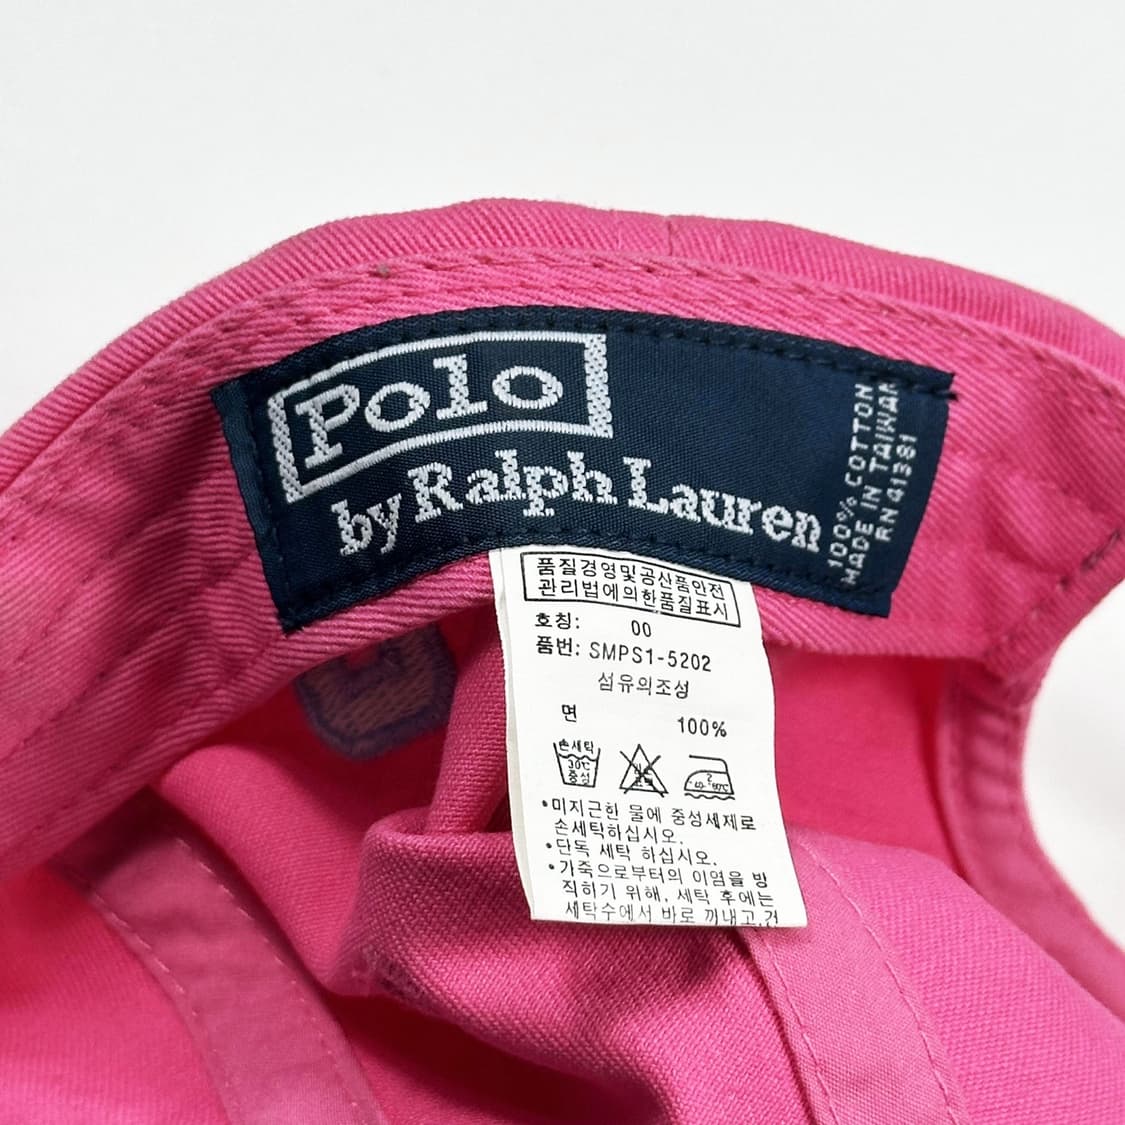 Polo
by Ralph Lauren
100% COTTON
MADE IN TAIWAN
RN 41381
품질경영및공산품안전
관리법에의한품질표시
호칭: 00
품번: SMPS1-5202
섬유의조성
면 100%
손세탁
30℃
중성
•미지근한 물에 중성세제로
손세탁하십시오.
•단독 세탁 하십시오.
•가죽으로부터의 이염을 방
직하기 위해, 세탁 후에는
세탁수에서 바로 꺼내고,건